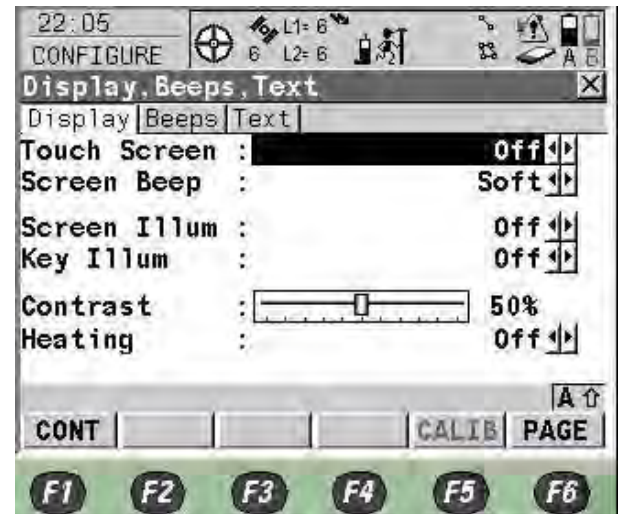 22:05 L1= 6
CONFIGURE 6 L2= 6 A B
Display,Beeps,Text
Display Beeps Text
Touch Screen : Off
Screen Beep : Soft
Screen Illum : Off
Key Illum : Off
Contrast : 50%
Heating : Off
A
CONT CALIB PAGE
F1 F2 F3 F4 F5 F6